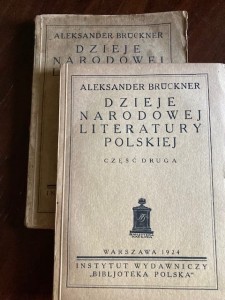 ALEKSANDER BRÜCKNER
DZIEJE
NARODOWEJ
L
ALEKSANDER BRÜCKNER
DZIEJE
NARODOWEJ
LITERATURY
POLSKIEJ
CZĘŚĆ DRUGA
WARSZAWA 1924
INSTYTUT WYDAWNICZY
„BIBLJOTEKA POLSKA"